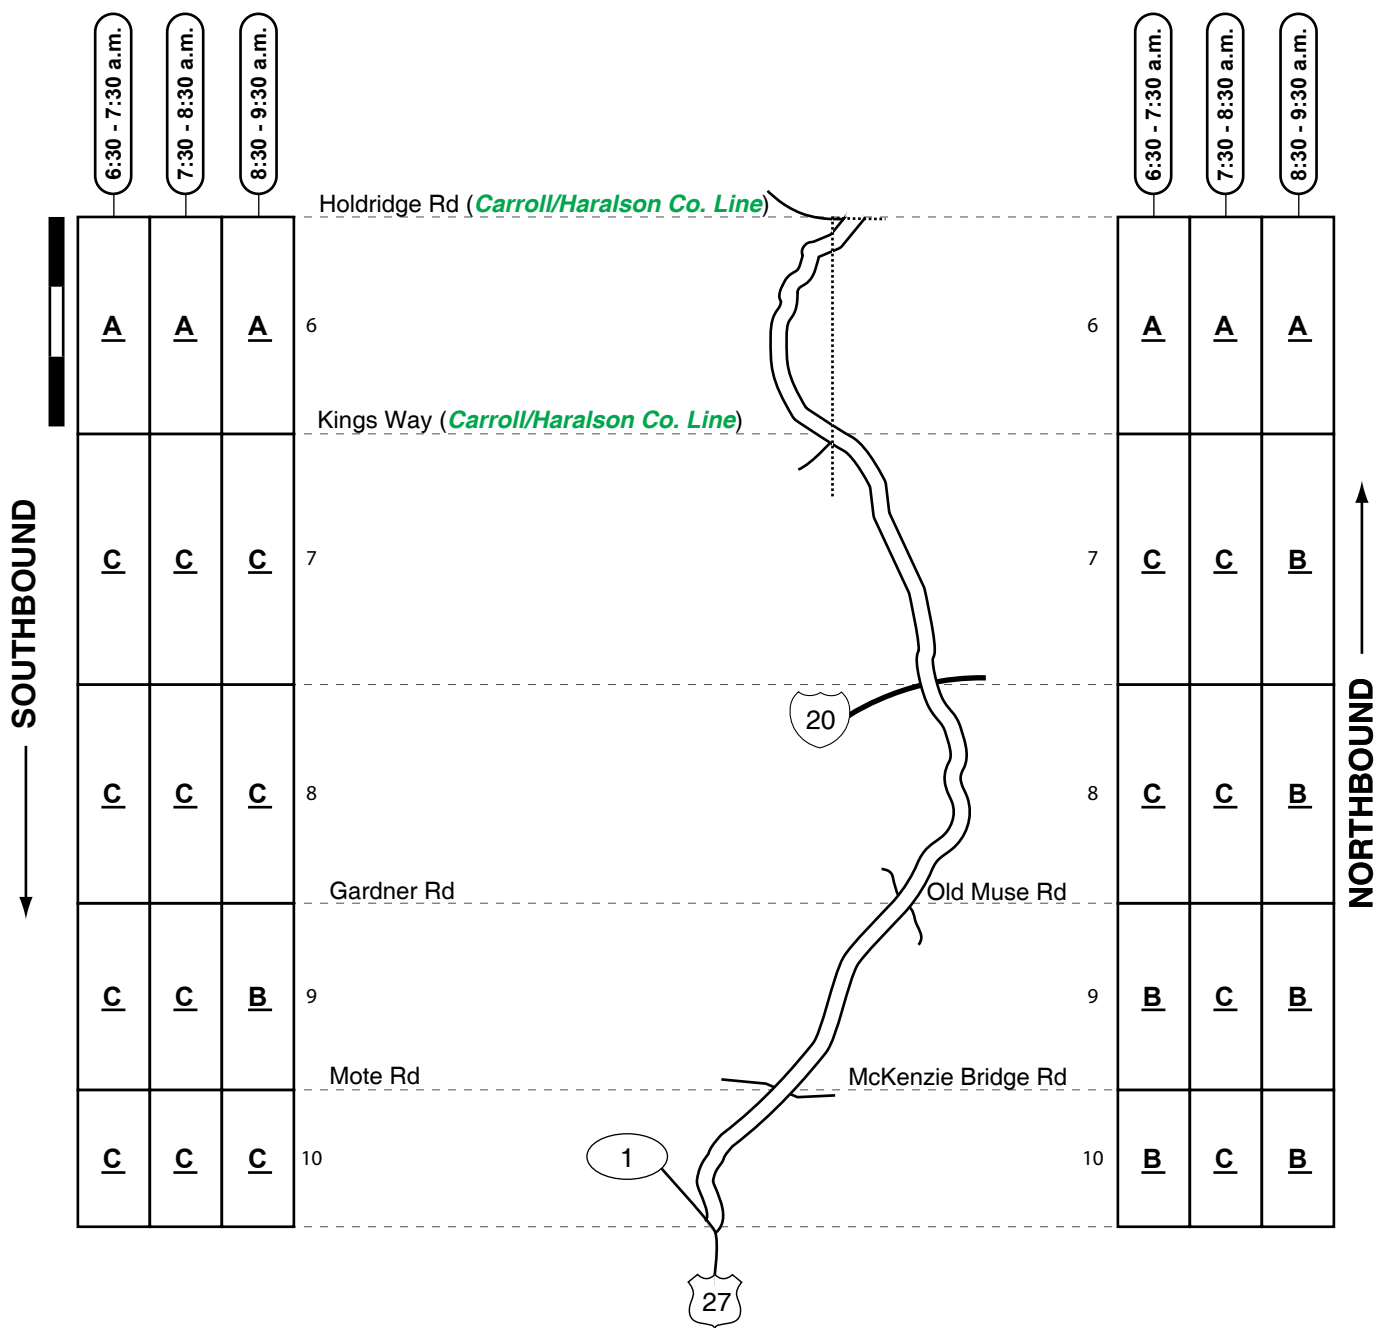 6:30 - 7:30 a.m.
7:30 - 8:30 a.m.
8:30 - 9:30 a.m.
6:30 - 7:30 a.m.
7:30 - 8:30 a.m.
8:30 - 9:30 a.m.
Holdridge Rd (Carroll/Haralson Co. Line)
A A A 6 6 A A A
Kings Way (Carroll/Haralson Co. Line)
SOUTHBOUND
C C C 7 7 C C B
20
NORTHBOUND
C C C 8 8 C C B
Gardner Rd Old Muse Rd
C C B 9 9 B C B
Mote Rd McKenzie Bridge Rd
C C C 10 1 10 B C B
27